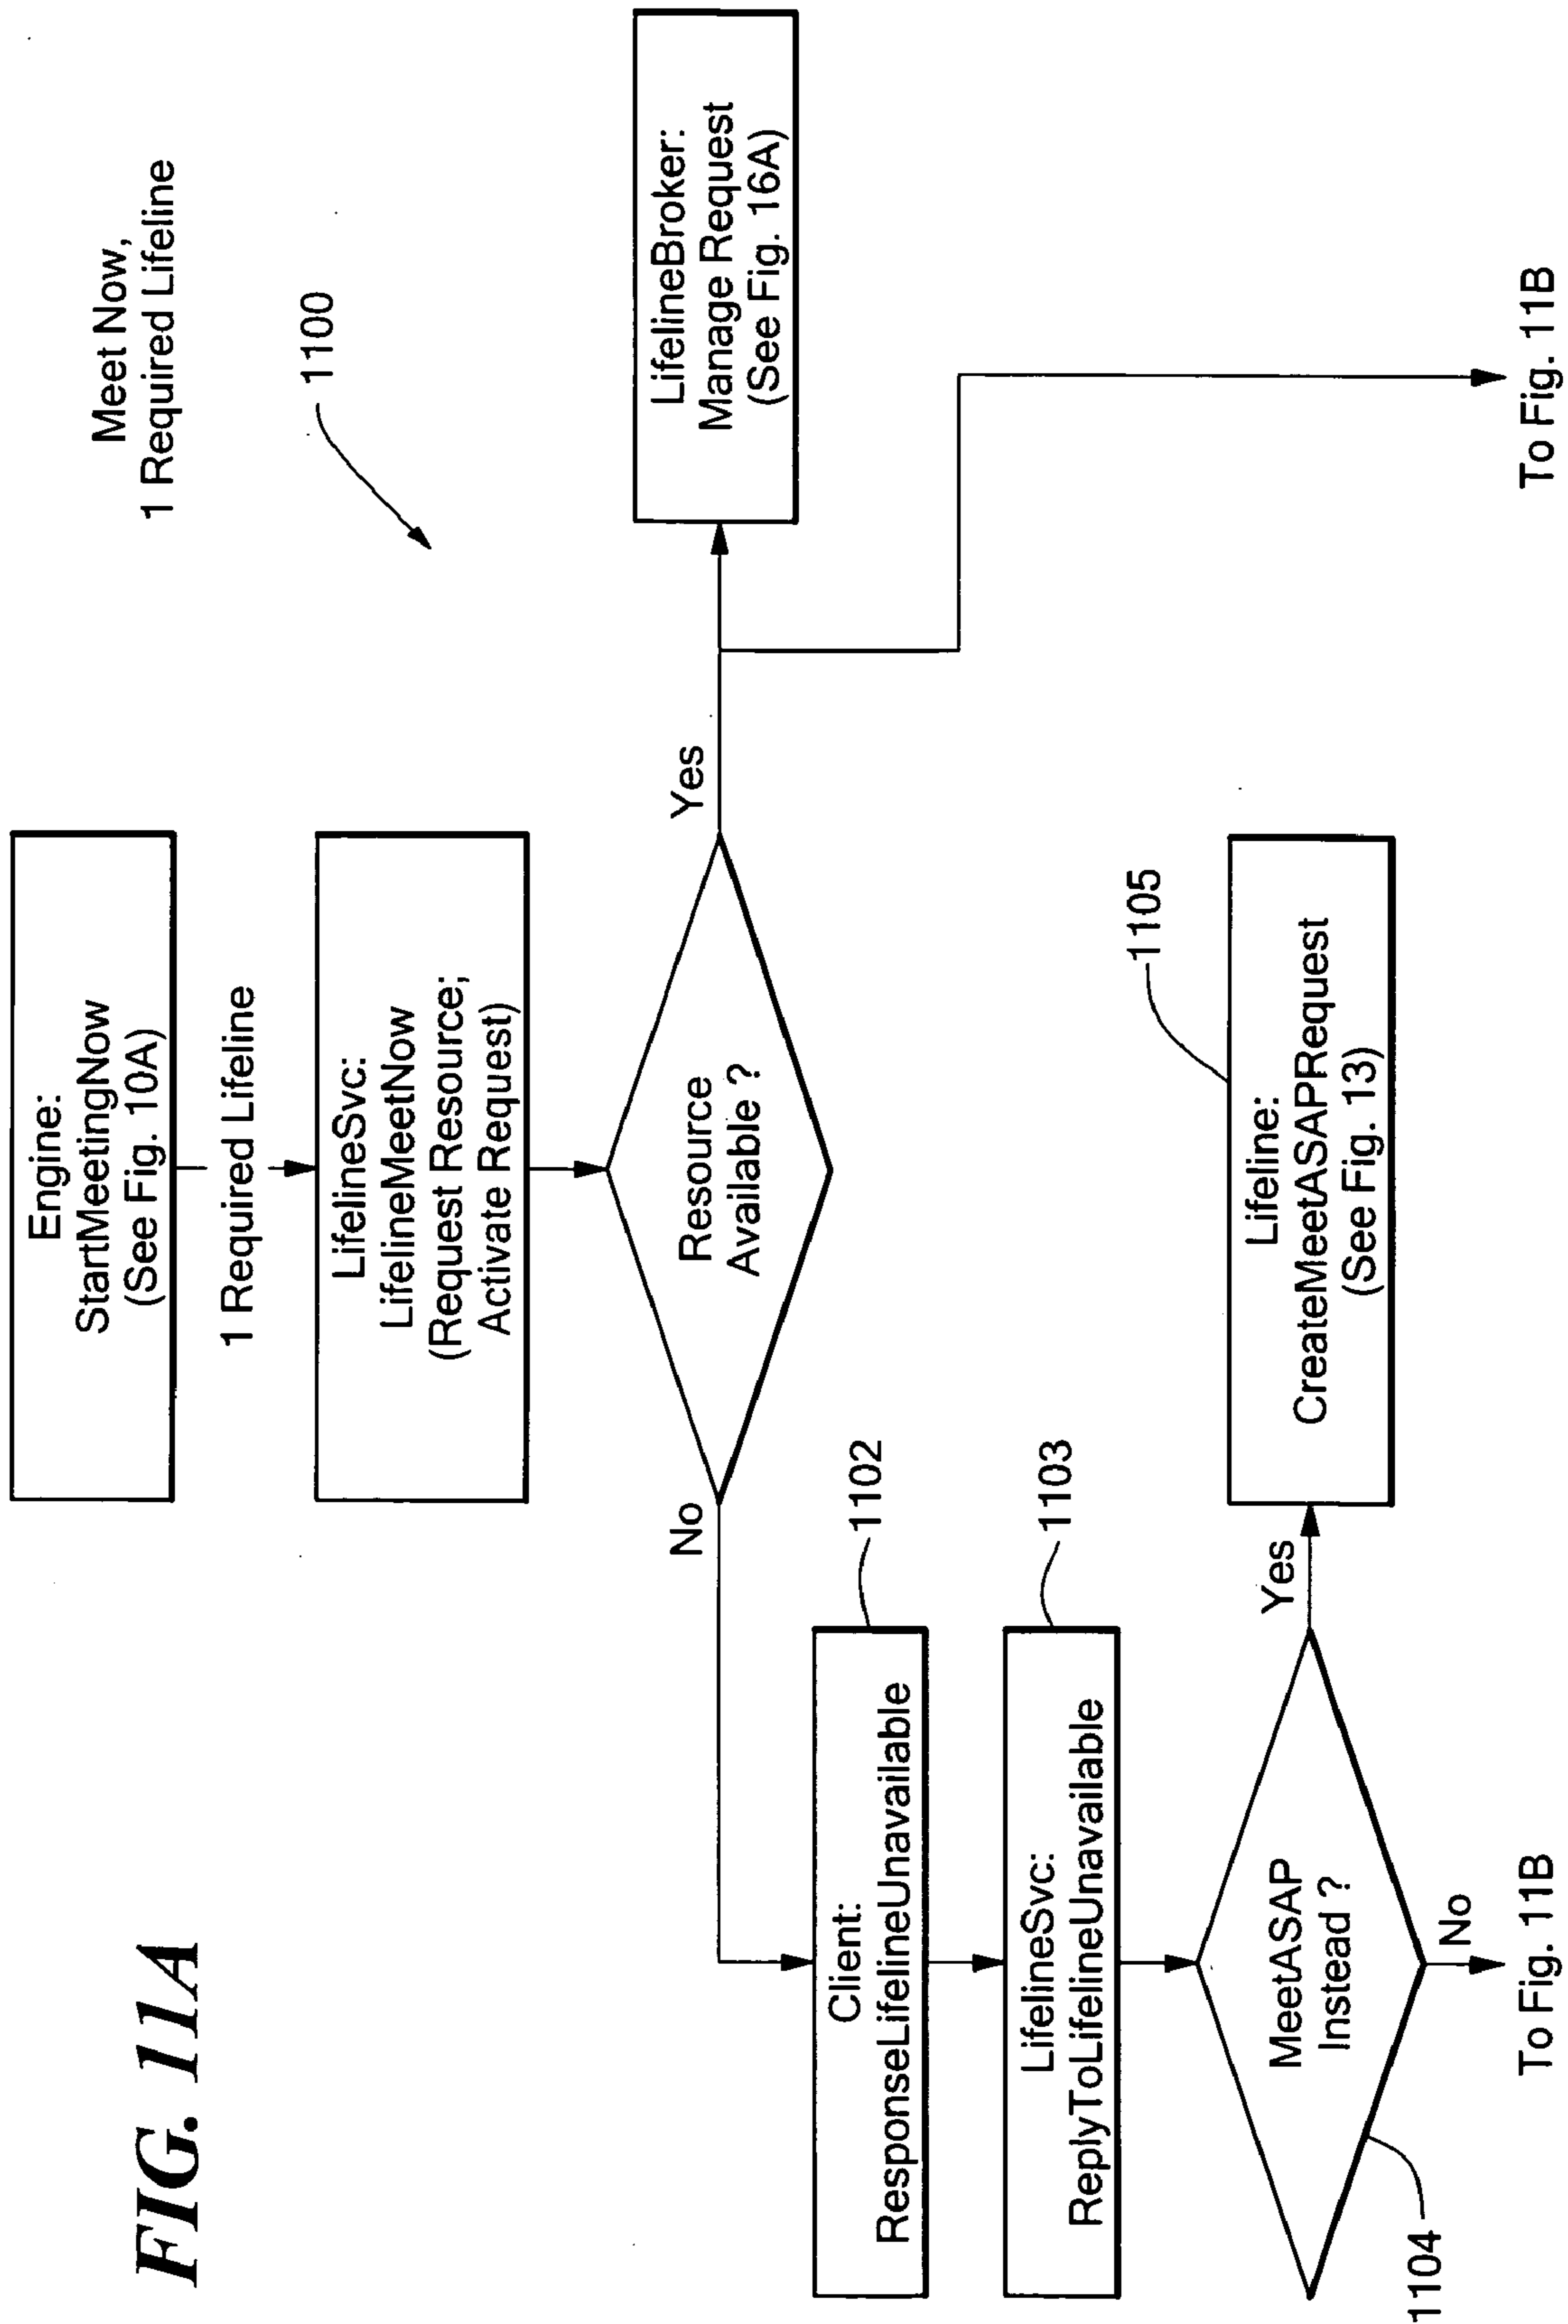 FIG. 11A
Meet Now,
1 Required Lifeline
1100
Engine:
StartMeetingNow
(See Fig. 10A)
1 Required Lifeline
LifelineSvc:
LifelineMeetNow
(Request Resource;
Activate Request)
Resource
Available ?
No
Yes
LifelineBroker:
Manage Request
(See Fig. 16A)
Client:
ResponseLifelineUnavailable
1102
LifelineSvc:
ReplyToLifelineUnavailable
1103
MeetASAP
Instead ?
1104
Yes
Lifeline:
CreateMeetASAPRequest
(See Fig. 13)
1105
No
To Fig. 11B
To Fig. 11B